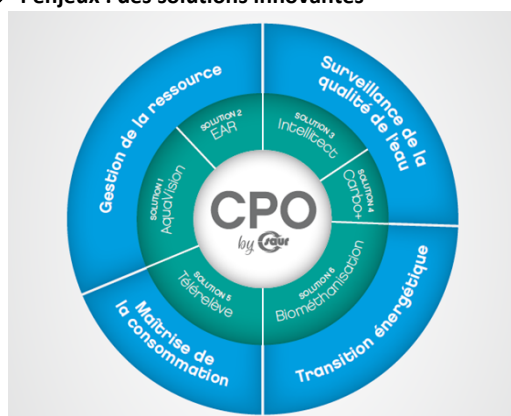 enjeux : des solutions innovantes
Gestion de la ressource
Surveillance de la
qualité de l'eau
SOLUTION 1
AquaVision
SOLUTION 2
EAR
SOLUTION 3
Intellitect
SOLUTION 4
Carbo+
CPO
by saur
SOLUTION 5
Télérelève
SOLUTION 6
Biométhanisation
Maîtrise de
la consommation
Transition énergétique